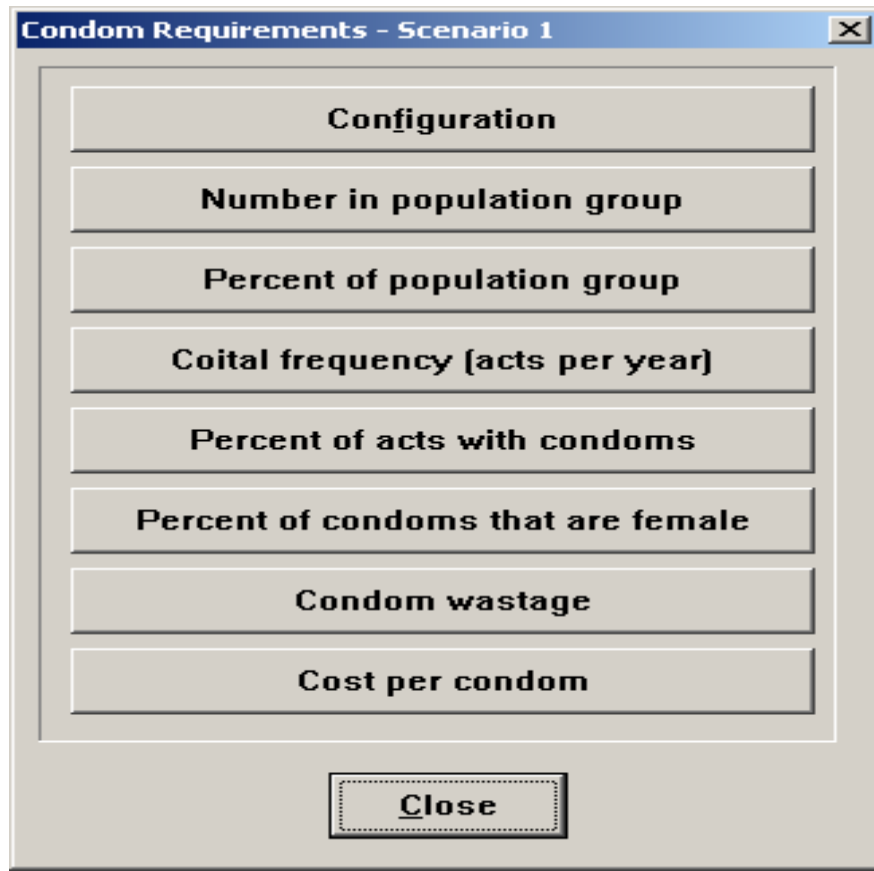 Condom Requirements - Scenario 1
Configuration
Number in population group
Percent of population group
Coital frequency (acts per year)
Percent of acts with condoms
Percent of condoms that are female
Condom wastage
Cost per condom
Close